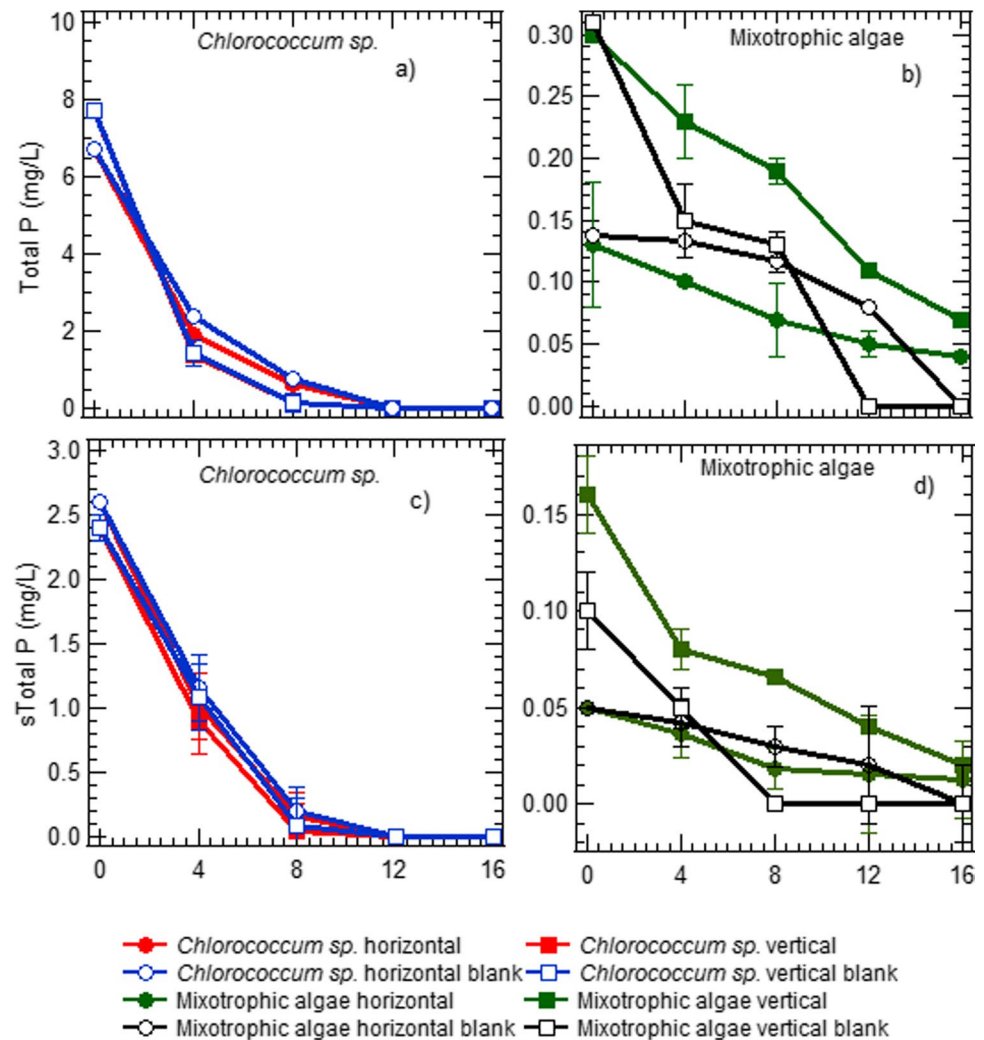 Chlorococcum sp.
a)
Total P (mg/L)
10
8
6
4
2
0
Mixotrophic algae
b)
0.30
0.25
0.20
0.15
0.10
0.05
0.00
Chlorococcum sp.
c)
sTotal P (mg/L)
3.0
2.5
2.0
1.5
1.0
0.5
0.0
0 4 8 12 16
Mixotrophic algae
d)
0.15
0.10
0.05
0.00
0 4 8 12 16
Chlorococcum sp. horizontal
Chlorococcum sp. vertical
Chlorococcum sp. horizontal blank
Chlorococcum sp. vertical blank
Mixotrophic algae horizontal
Mixotrophic algae vertical
Mixotrophic algae horizontal blank
Mixotrophic algae vertical blank